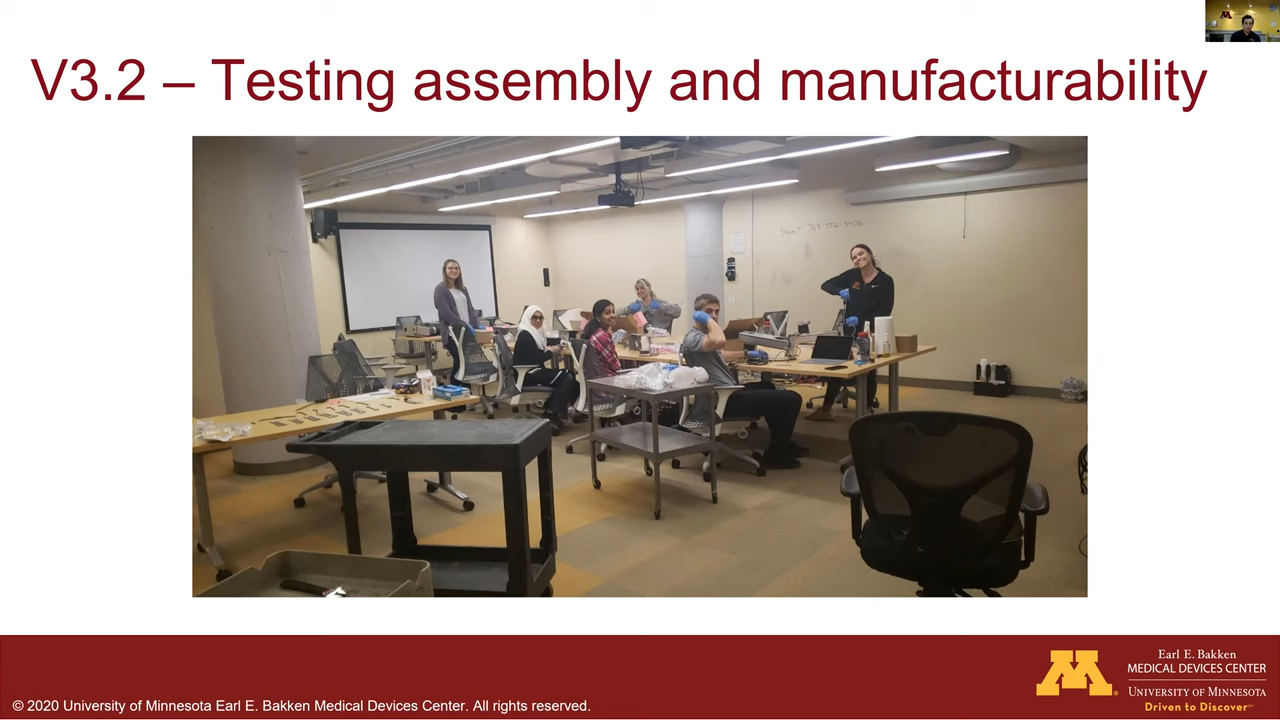 V3.2 – Testing assembly and manufacturability
© 2020 University of Minnesota Earl E. Bakken Medical Devices Center. All rights reserved.
Earl E. Bakken
MEDICAL DEVICES CENTER
UNIVERSITY OF MINNESOTA
Driven to Discover℠